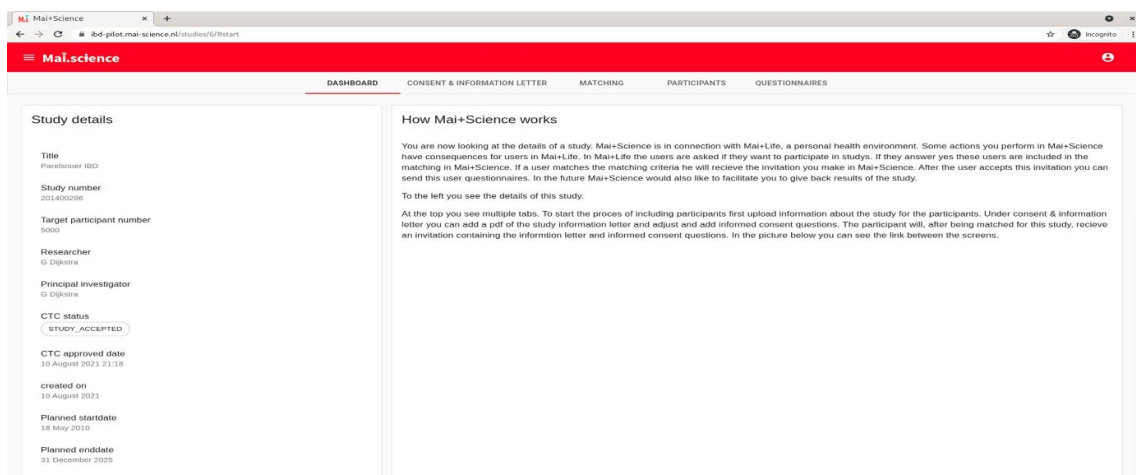 Mai+Science
ibd-pilot.mai-science.nl/studies/6/#start
Incognito
Mai.science
DASHBOARD
CONSENT & INFORMATION LETTER
MATCHING
PARTICIPANTS
QUESTIONNAIRES
Study details
Title
Parelsnoer IBD
Study number
201400286
Target participant number
5000
Researcher
G Dijkstra
Principal investigator
G Dijkstra
CTC status
STUDY_ACCEPTED
CTC approved date
10 August 2021 21:18
created on
10 August 2021
Planned startdate
18 May 2010
Planned enddate
31 December 2025
How Mai+Science works
You are now looking at the details of a study. Mai+Science is in connection with Mai+Life, a personal health environment. Some actions you perform in Mai+Science
have consequences for users in Mai+Life. In Mai+Life the users are asked if they want to participate in studys. If they answer yes these users are included in the
matching in Mai+Science. If a user matches the matching criteria he will recieve the invitation you make in Mai+Science. After the user accepts this invitation you can
send this user questionnaires. In the future Mai+Science would also like to facilitate you to give back results of the study.
To the left you see the details of this study.
At the top you see multiple tabs. To start the proces of including participants first upload information about the study for the participants. Under consent & information
letter you can add a pdf of the study information letter and adjust and add informed consent questions. The participant will, after being matched for this study, recieve
an invitation containing the informtion letter and informed consent questions. In the picture below you can see the link between the screens.